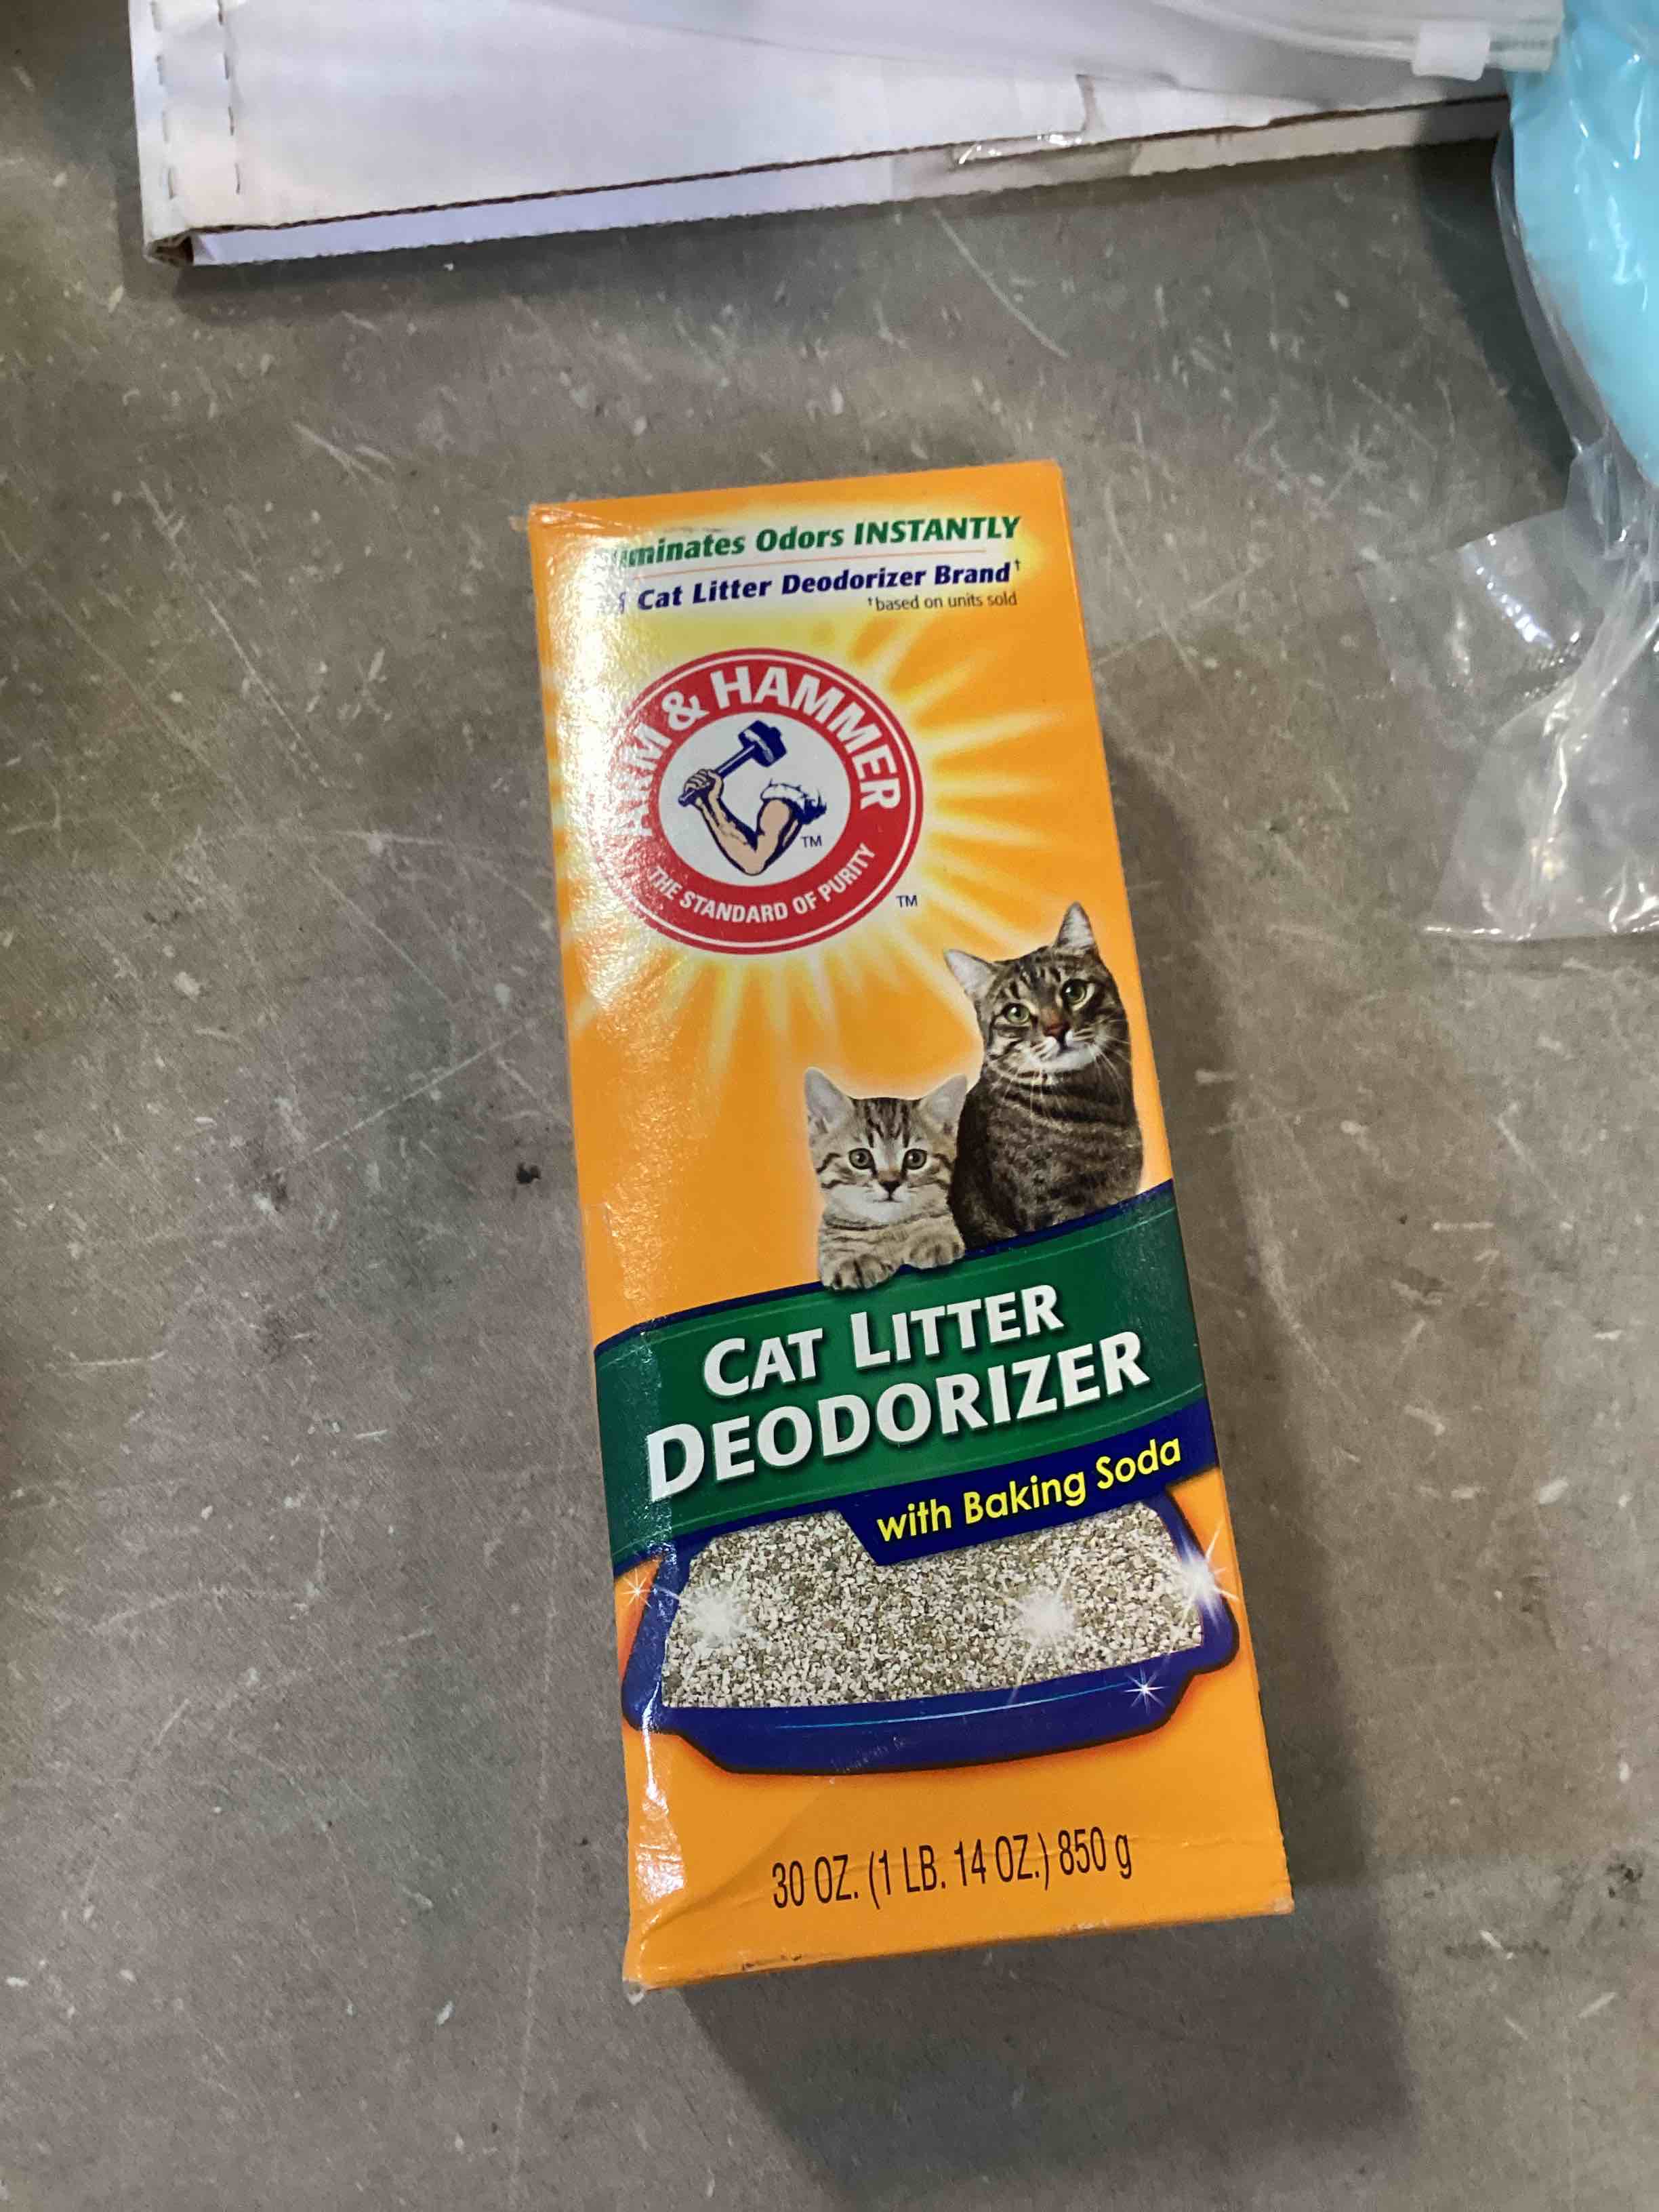 Odors INSTANTLY
Cat Litter Deodorizer Brand†
†based on units sold
ARM & HAMMER
TM
THE STANDARD OF PURITY
TM
CAT LITTER
DEODORIZER
with Baking Soda
30 OZ. (1 LB. 14 OZ.) 850 g